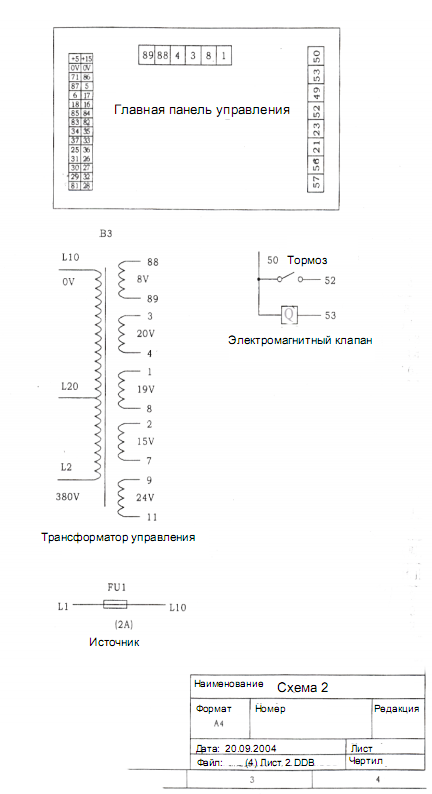 +5 +15
0V 0V
71 86
87 5
6 17
18 16
85 84
83 82
34 35
37 33
25 36
31 26
30 27
29 32
81 28
89 88 4 3 8 1
Главная панель управления
50
53
49
52
23
21
56
57
B3
L10
0V
L20
L2
380V
88
8V
89
3
20V
4
1
19V
8
2
15V
7
9
24V
11
Трансформатор управления
50 Тормоз
52
Q 53
Электромагнитный клапан
FU1
L1 L10
(2A)
Источник
Наименование Схема 2
Формат Номер Редакция
A4
Дата: 20.09.2004 Лист
Файл: ...... (4) Лист 2. DDB Чертил
3 4